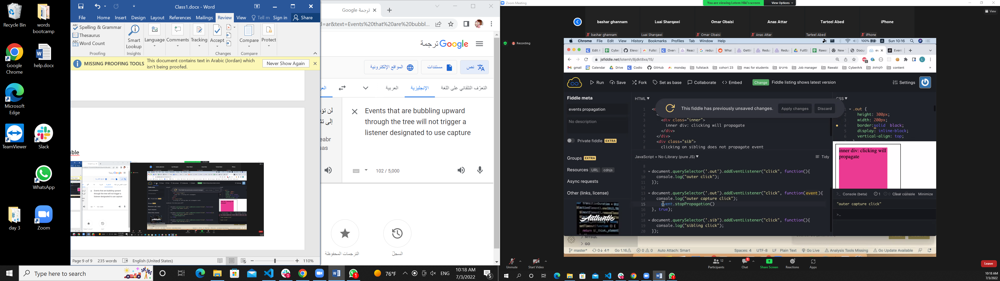 Recycle Bin
words bootcamp
Google Chrome
help.docx
Microsoft Edge
TeamViewer
Slack
WhatsApp
day 3
Zoom
Class1.docx - Word
File Home Insert Design Layout References Mailings Review View Tell m Sign in Share
Spelling & Grammar
Thesaurus
Word Count
Proofing
Smart Lookup
Insights
Language
Comments
Tracking
Accept
Changes
Compare
Compare
Protect
MISSING PROOFING TOOLS This document contains text in Arabic (Jordan) which isn't being proofed.
Never Show Again
Page 9 of 9 235 words English (United States) 110%
ترجمة Google
l=ar&text=Events%20that%20are%20bubbl...
ترجمة Google
نص
مستندات
المواقع الإلكترونية
التعرّف التلقائي على اللغة
الإنجليزية
العربية
Events that are bubbling upward
through the tree will not trigger a
listener designated to use capture
102 / 5,000
الترجمات المحفوظة
السجلّ
Type here to search
76°F
ENG
10:18 AM
7/3/2022
Zoom Meeting
You are viewing Lotem Hiki's screen
View Options
View
bashar ghannam
Luai Sharqawi
Omar Obaisi
Anas Attar
Tarteel Abed
iPhone
bashar ghannam
Luai Sharqawi
Omar Obaisi
Anas Attar
Tarteel Abed
iPhone
Recording
Chrome File Edit View History Bookmarks Profiles Tab Window Help
100% Sun 10:16
jsfiddle.net/lotemh/8jdkt8xs/15/
gmail Calendar Drive Codio GitHub monday fullstack cohort 23 mac for students מיונים Job manager Rawabi CyberArk לקוחות content
Run Save Fork Set as base Collaborate Embed
Change Fiddle listing shows latest version
Settings
Fiddle meta
events propagation
No description
Private fiddle EXTRA
Groups EXTRA
Resources URL cdnjs
Async requests
Other (links, license)
Authentic
HTML
This fiddle has previously unsaved changes. Apply changes Discard
3 <div class="inner">
4 inner div: clicking will propagate
5 </div>
6 </div>
7 <div class="sib">
8 clicking on sibling does not propagate event
JavaScript + No-Library (pure JS)
Tidy
8
9 document.querySelector('.out').addEventListener("click", function(){
10 console.log("outer click");
11 });
12
13 document.querySelector('.out').addEventListener("click", function(event){
14 console.log("outer capture click");
15 event.stopPropagation()
16 }, true);
17
18 document.querySelector('.sib').addEventListener("click", function(){
19 console.log("sibling click");
20 });
CSS
1 .out {
2 height: 300px;
3 width: 200px;
4 border:solid black;
5 display: inline-block;
6 vertical-align: top;
inner div: clicking will propagate
Console (beta) 1 0 Clear console Minimize
"outer capture click"
>_
MYSQL
GO
master* 0↓ 4↑ Go 1.16 0 0 Auto Attach: Smart
Spaces: 4 UTF-8 LF Plain Text Go Live Analysis Tools Missing Go Update Available
Unmute
Start Video
Participants 12
Chat 1
Share Screen
Reactions
Apps
Leave
10:18 AM
7/3/2022